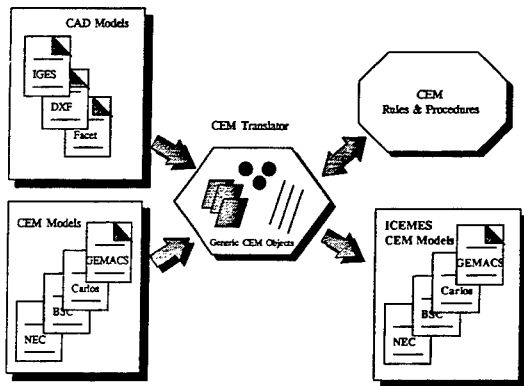 CAD Models
IGES
DXF
Facet
CEM Translator
Generic CEM Objects
CEM
Rules & Procedures
CEM Models
GEMACS
Carlos
BSC
NEC
ICEMES
CEM Models
GEMACS
Carlos
BSC
NEC